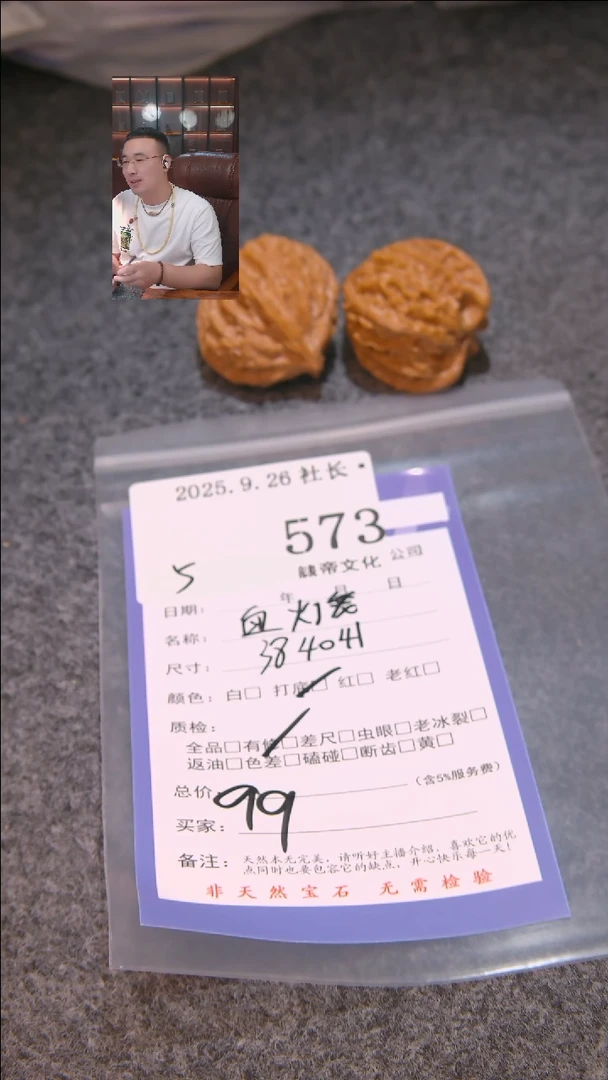 2025.9.26 社长
573
5
帝文化 公司
日期: 年 月 日
名称: 血 灯笼
尺寸: 38 40 41
颜色: 白□ 打底□ 红□ 老红□
质检:
全品□有修□差尺□虫眼□老冰裂□
返油□色差□磕碰□断齿□黄□
总价 99 (含5%服务费)
买家:
备注: 天然本无完美,请听好主播介绍,喜欢它的优
点同时也要包容它的缺点,开心快乐每一天!
非天然宝石 无需检验